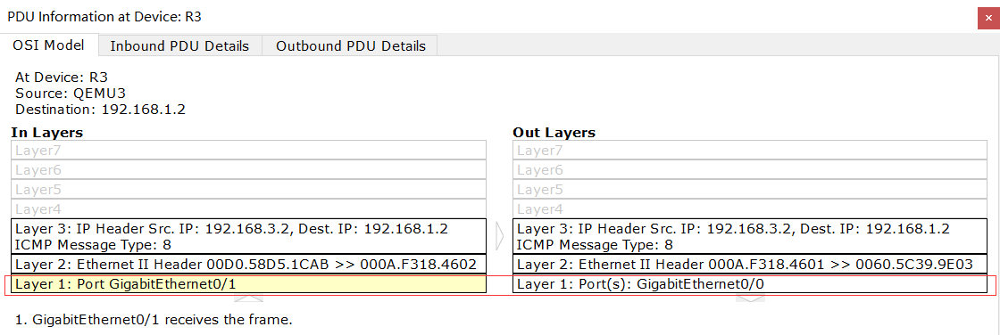 PDU Information at Device: R3
×
OSI Model Inbound PDU Details Outbound PDU Details
At Device: R3
Source: QEMU3
Destination: 192.168.1.2
In Layers
Layer7
Layer6
Layer5
Layer4
Layer 3: IP Header Src. IP: 192.168.3.2, Dest. IP: 192.168.1.2
ICMP Message Type: 8
Layer 2: Ethernet II Header 00D0.58D5.1CAB >> 000A.F318.4602
Layer 1: Port GigabitEthernet0/1
Out Layers
Layer7
Layer6
Layer5
Layer4
Layer 3: IP Header Src. IP: 192.168.3.2, Dest. IP: 192.168.1.2
ICMP Message Type: 8
Layer 2: Ethernet II Header 000A.F318.4601 >> 0060.5C39.9E03
Layer 1: Port(s): GigabitEthernet0/0
1. GigabitEthernet0/1 receives the frame.